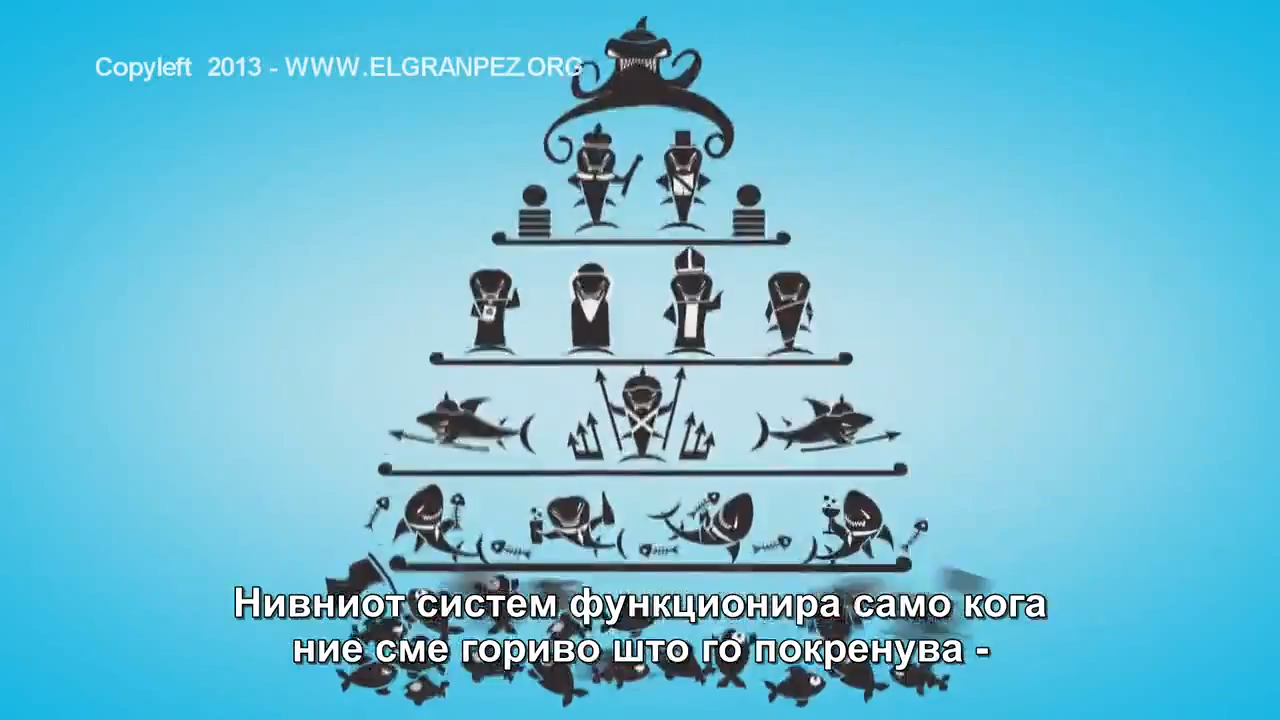 Copyleft 2013 - WWW.ELGRANPEZ.ORG
Нивниот систем функционира само кога
ние сме гориво што го покренува -